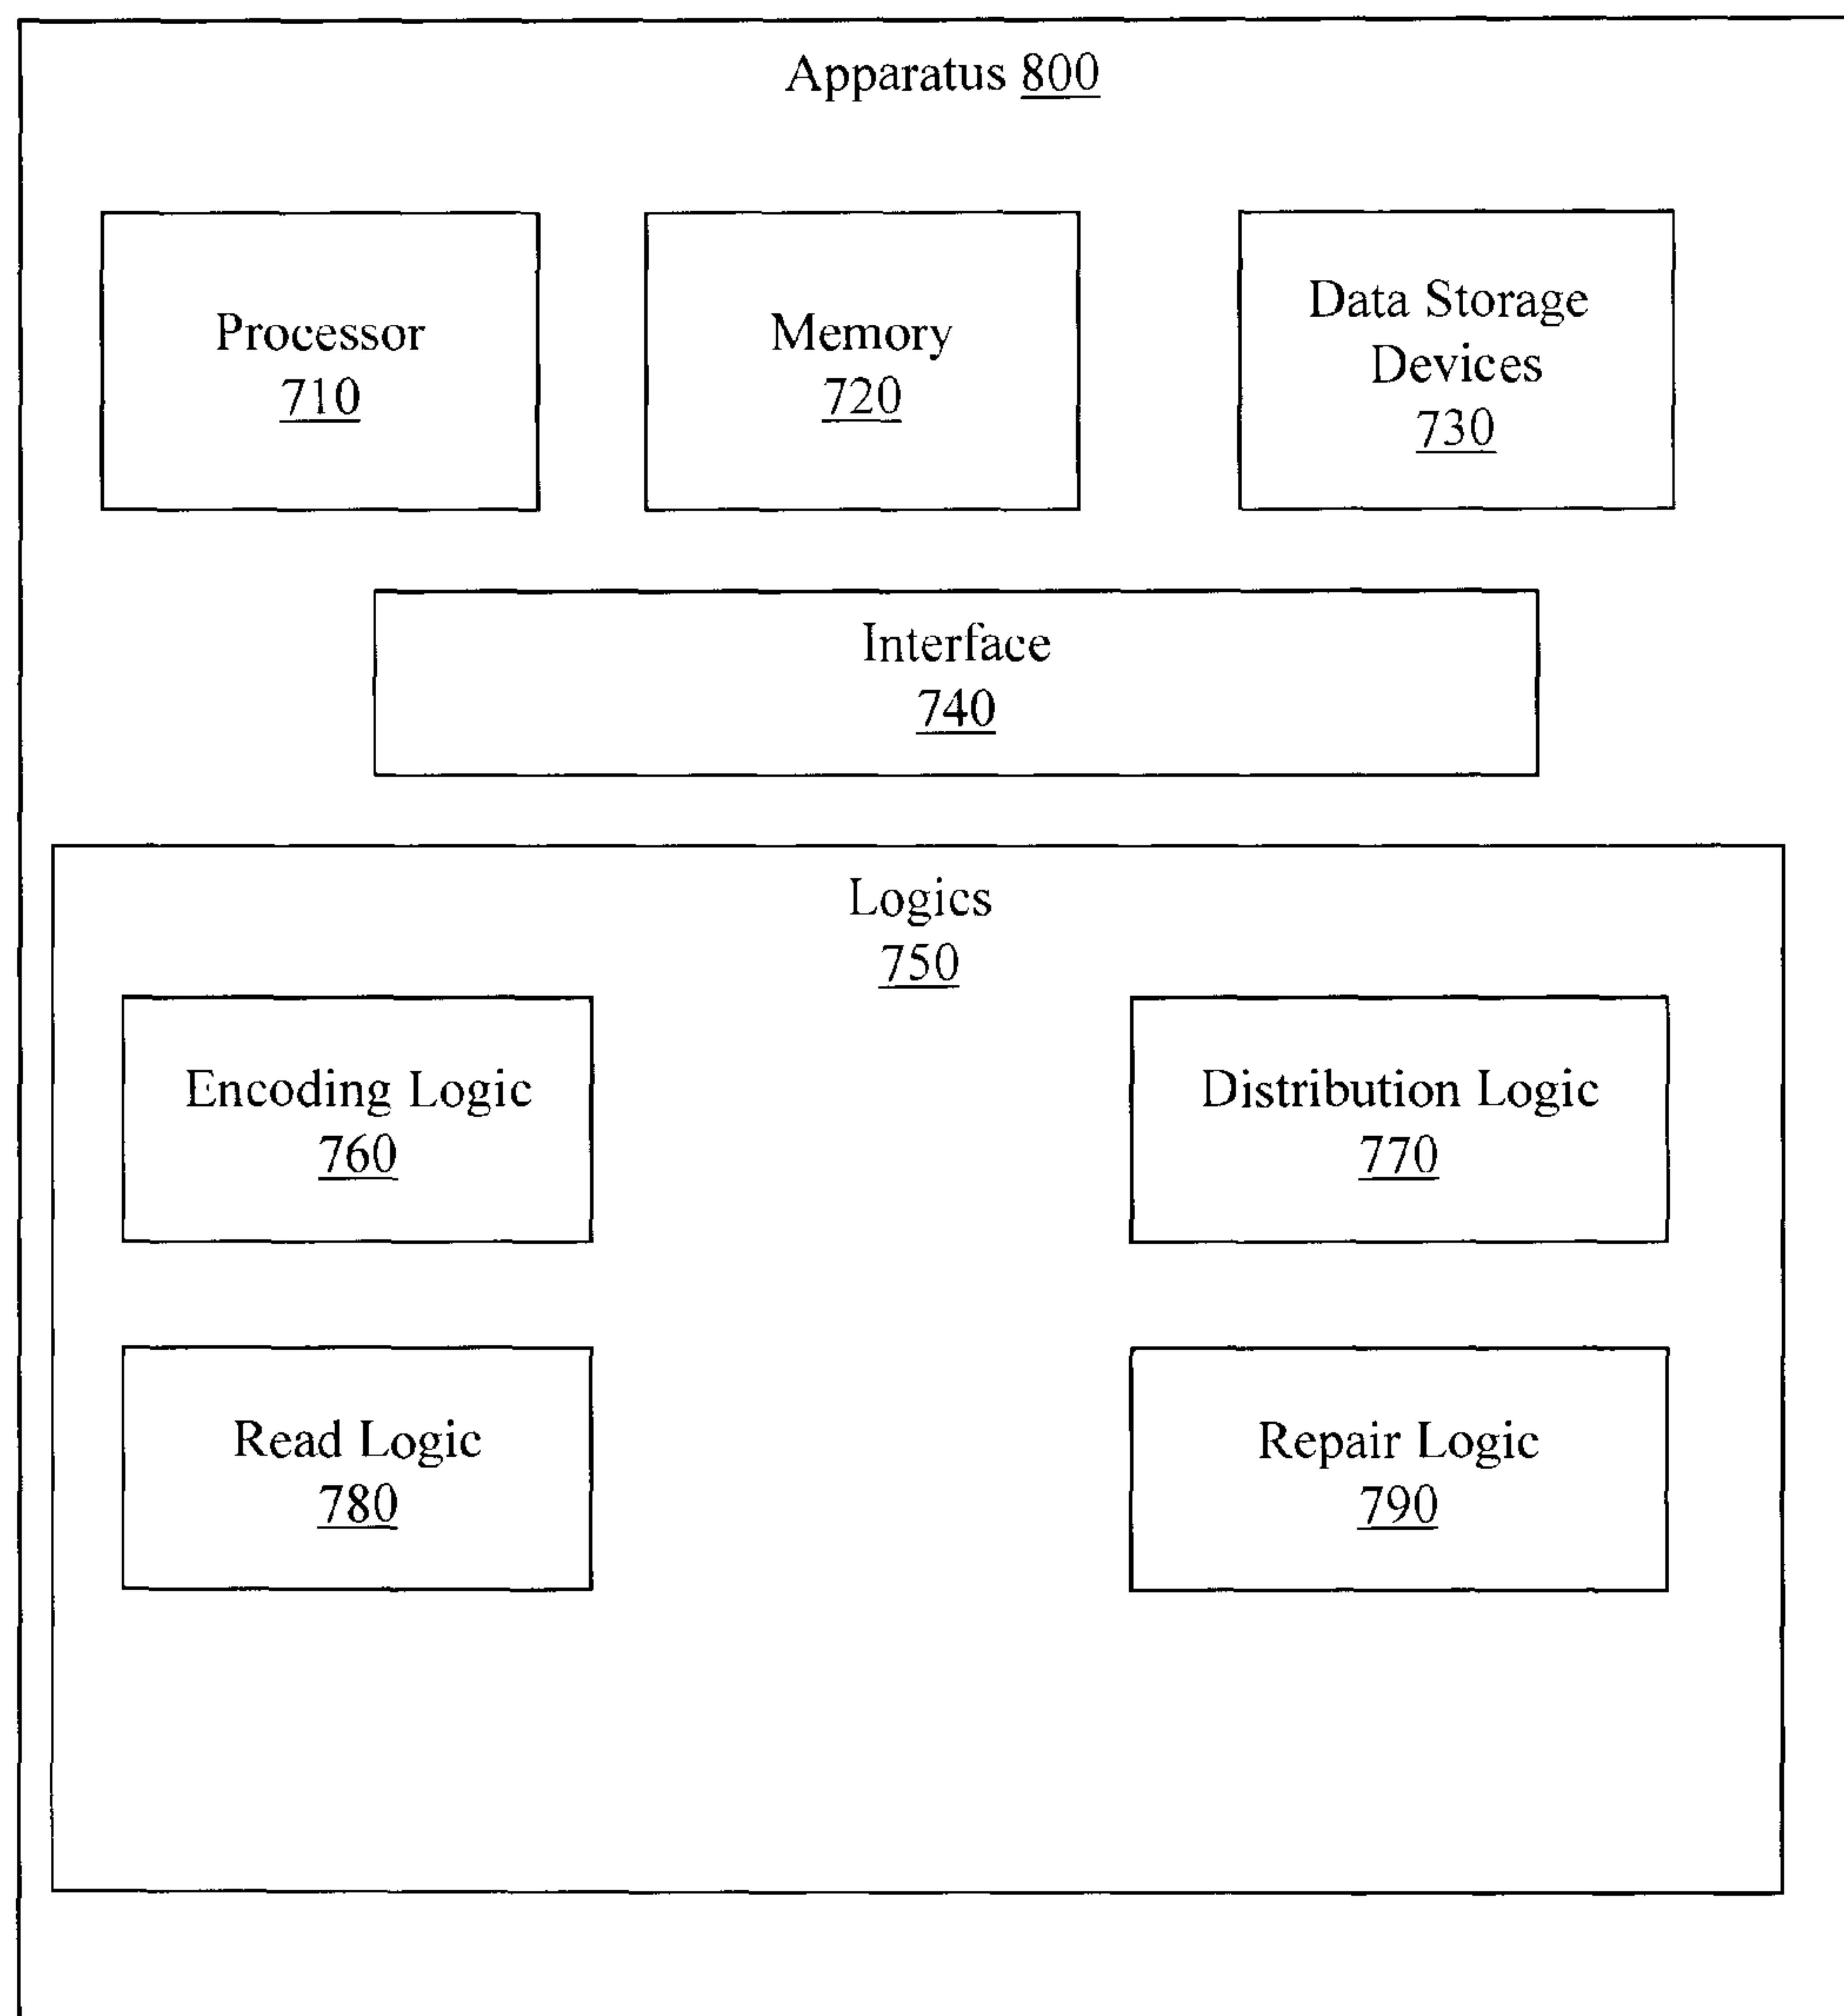 Apparatus 800
Processor
710
Memory
720
Data Storage
Devices
730
Interface
740
Logics
750
Encoding Logic
760
Distribution Logic
770
Read Logic
780
Repair Logic
790